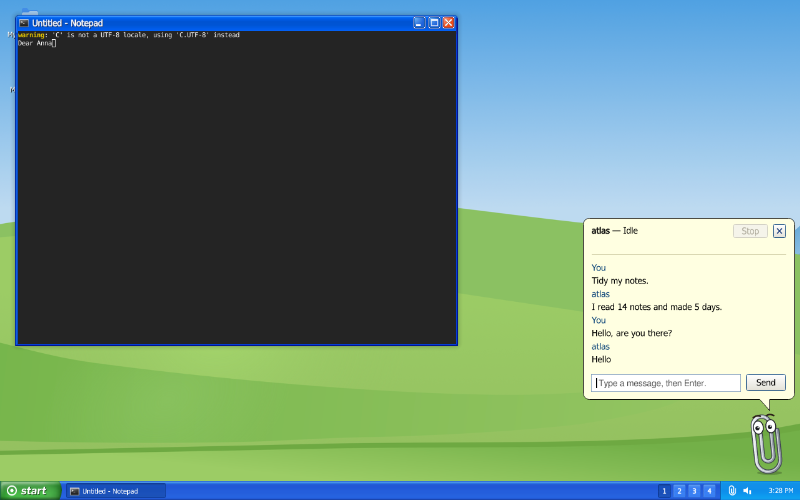 Untitled - Notepad
warning: 'C' is not a UTF-8 locale, using 'C.UTF-8' instead
Dear Anna
atlas — Idle
Stop
You
Tidy my notes.
atlas
I read 14 notes and made 5 days.
You
Hello, are you there?
atlas
Hello
Type a message, then Enter.
Send
start
Untitled - Notepad
1 2 3 4
3:28 PM